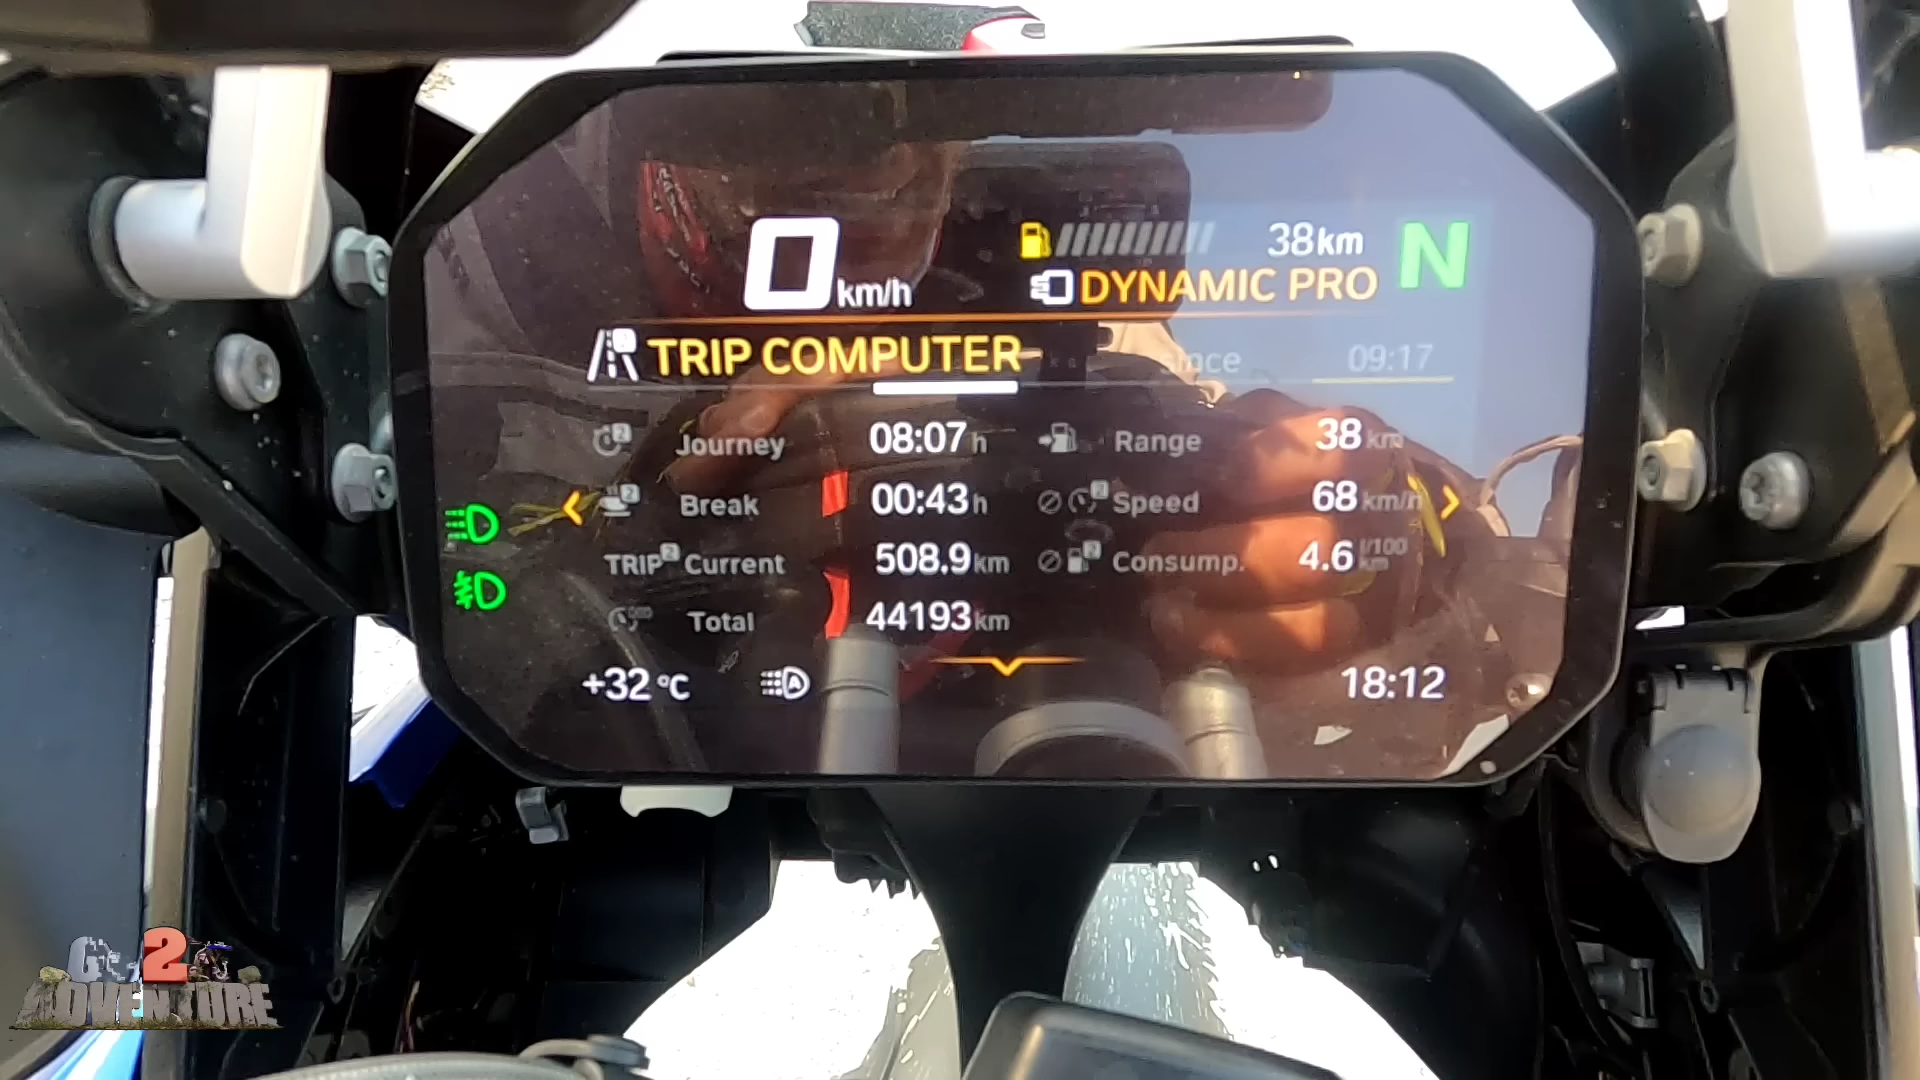 0 km/h
38km
N
DYNAMIC PRO
TRIP COMPUTER
since 09:17
Journey 08:07 h
Range 38 km
Break 00:43 h
Speed 68 km/h
TRIP 2 Current 508.9 km
Consump. 4.6 l/100 km
Total 44193 km
+32 °C
A
18:12
G 2
ADVENTURE